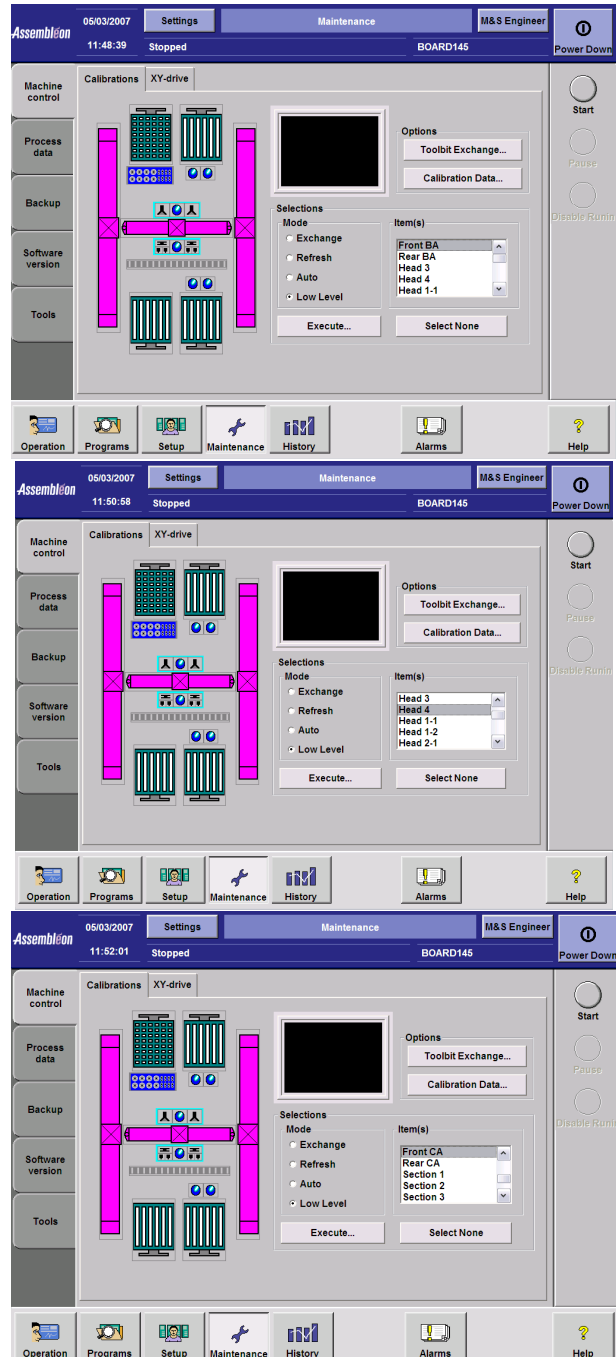 05/03/2007 Settings Maintenance M&S Engineer
Assembléon
11:48:39 Stopped BOARD145 Power Down
Calibrations XY-drive
Machine
control
Start
Options
Process
data
Toolbit Exchange...
Pause
Calibration Data...
Backup
Selections
Mode Item(s)
Disable Runin
Exchange Front BA
Refresh Rear BA
Auto Head 3
Low Level Head 4
Head 1-1
Software
version
Tools
Execute... Select None
Operation Programs Setup Maintenance History Alarms Help
05/03/2007 Settings Maintenance M&S Engineer
Assembléon
11:50:58 Stopped BOARD145 Power Down
Calibrations XY-drive
Machine
control
Start
Options
Process
data
Toolbit Exchange...
Pause
Calibration Data...
Backup
Selections
Mode Item(s)
Disable Runin
Exchange Head 3
Refresh Head 4
Auto Head 1-1
Low Level Head 1-2
Head 2-1
Software
version
Tools
Execute... Select None
Operation Programs Setup Maintenance History Alarms Help
05/03/2007 Settings Maintenance M&S Engineer
Assembléon
11:52:01 Stopped BOARD145 Power Down
Calibrations XY-drive
Machine
control
Start
Options
Process
data
Toolbit Exchange...
Pause
Calibration Data...
Backup
Selections
Mode Item(s)
Disable Runin
Exchange Front CA
Refresh Rear CA
Auto Section 1
Low Level Section 2
Section 3
Software
version
Tools
Execute... Select None
Operation Programs Setup Maintenance History Alarms Help